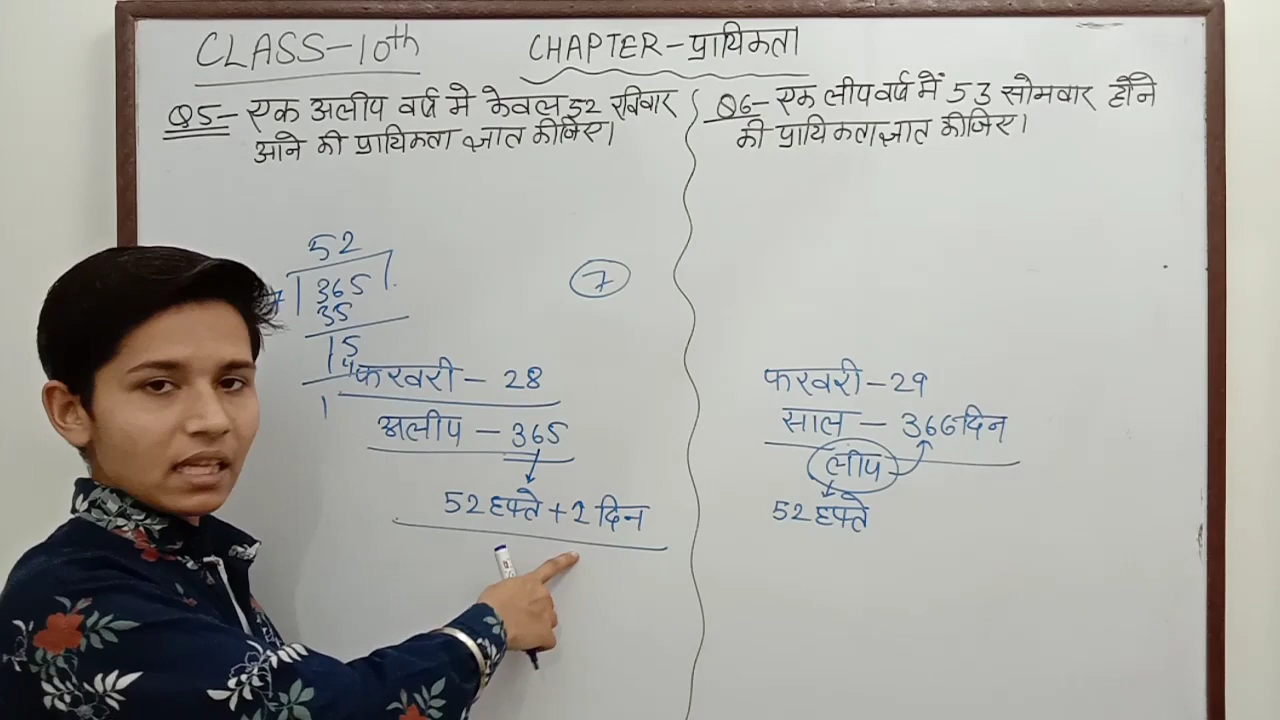 CLASS-10th
CHAPTER-प्रायिकता
Q5- एक अलीप वर्ष मे केवल 52 रविवार
आने की प्रायिकता ज्ञात कीजिए।
Q6- एक लीप वर्ष में 53 सोमवार होने
की प्रायिकता ज्ञात कीजिए।
52
7 365
35
15
14
1
7
फरवरी - 28
अलीप - 365
52 हफ्ते + 2 दिन
फरवरी - 29
साल - 366 दिन
लीप
52 हफ्ते